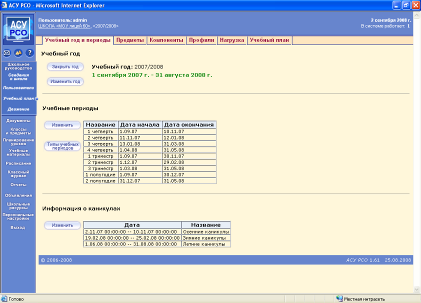 АСУ РСО - Microsoft Internet Explorer
АСУ
РСО
Пользователь: admin
2 сентября 2008 г.
ШКОЛА «МОУ лицей 60», «2007/2008»
В системе работает: 1
Учебный год и периоды
Предметы
Компоненты
Профили
Нагрузка
Учебный план
Школьное руководство
Сведения о школе
Пользователи
Учебный план
Движение
Документы
Классы и предметы
Планирование уроков
Учебные материалы
Расписание
Классный журнал
Отчеты
Объявления
Школьные ресурсы
Персональные настройки
Выход
Учебный год
Закрыть год
Учебный год: 2007/2008
1 сентября 2007 г. - 31 августа 2008 г.
Изменить год
Учебные периоды
Изменить
Типы учебных периодов
Название Дата начала Дата окончания
1 четверть 1.09.07 10.11.07
2 четверть 11.11.07 12.01.08
3 четверть 13.01.08 31.03.08
4 четверть 1.04.08 31.05.08
1 триместр 1.09.07 30.11.07
2 триместр 1.12.07 29.02.08
3 триместр 1.03.08 31.05.08
1 полугодие 1.09.07 30.12.07
2 полугодие 31.12.07 31.05.08
Информация о каникулах
Изменить
Дата Название
2.11.07 00:00:00 -- 10.11.07 00:00:00 Осенние каникулы
19.02.08 00:00:00 -- 25.02.08 00:00:00 Зимние каникулы
1.06.08 00:00:00 -- 31.08.08 00:00:00 Летние каникулы
© 2006-2008
АСУ РСО 1.61 25.08.2008
Готово
Местная интрасеть